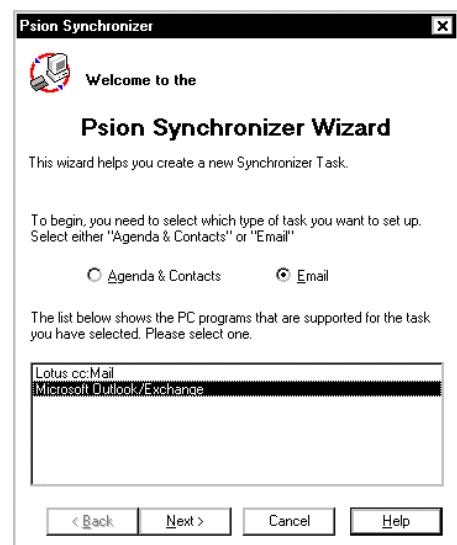 Psion Synchronizer
Welcome to the
Psion Synchronizer Wizard
This wizard helps you create a new Synchronizer Task.
To begin, you need to select which type of task you want to set up.
Select either "Agenda & Contacts" or "Email"
Agenda & Contacts Email
The list below shows the PC programs that are supported for the task
you have selected. Please select one.
Lotus cc:Mail
Microsoft Outlook/Exchange
< Back Next > Cancel Help